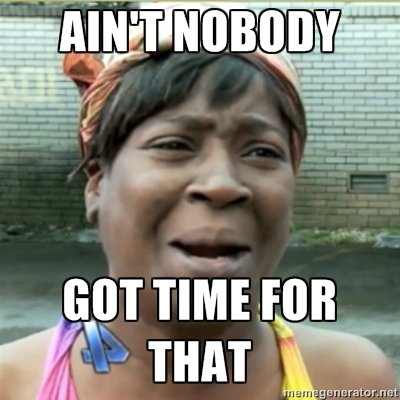 AIN'T NOBODY
GOT TIME FOR
THAT
memegenerator.net